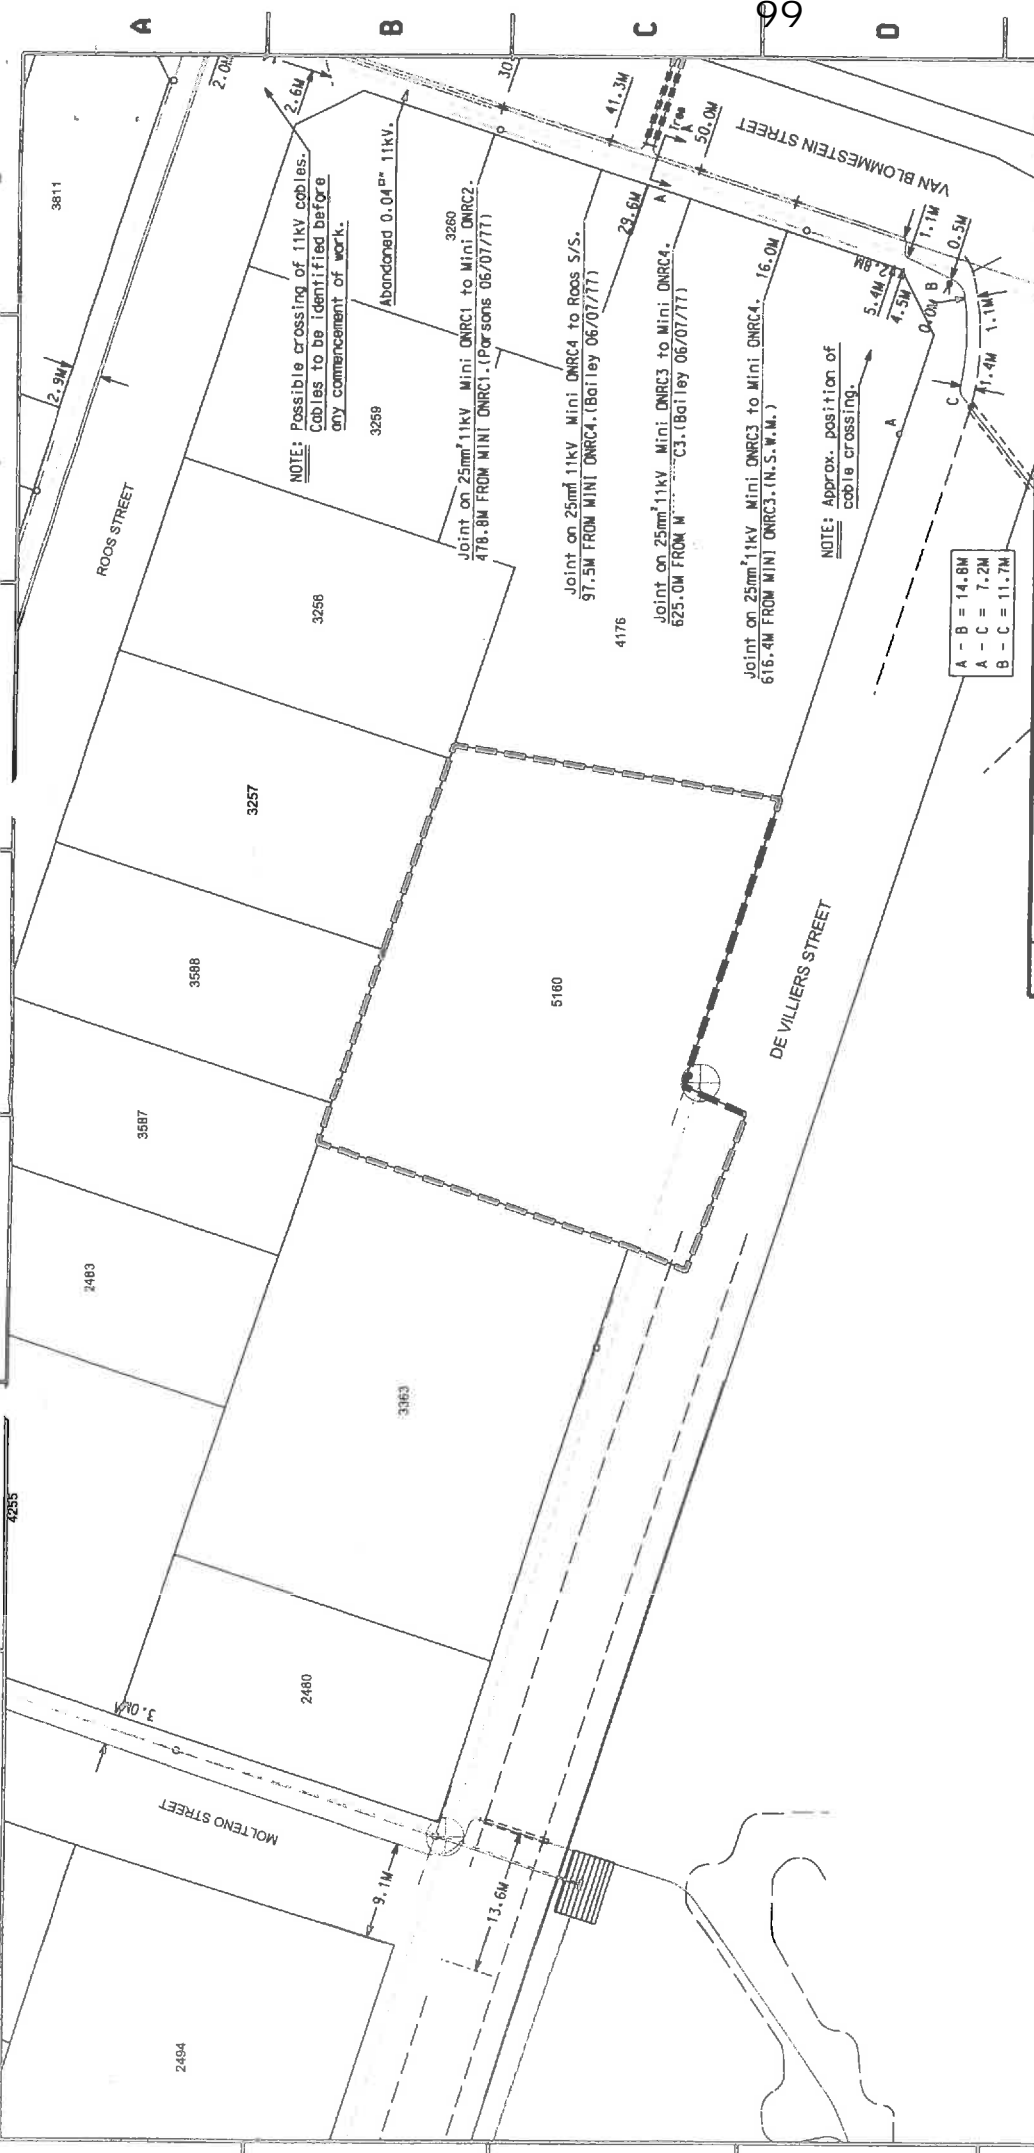 A
B
C
D
99
3811
2.0M
2.6M
NOTE: Possible crossing of 11kV cables.
Cables to be identified before
any commencement of work.
Abandoned 0.04 11kV.
30
41.3M
Tree
A
50.0M
VAN BLOMMESTEIN STREET
2.9M
ROOS STREET
3260
3259
Joint on 25mm² 11kV Mini ONRC1 to Mini ONRC2.
478.8M FROM MINI ONRC1.(Parsons 06/07/77)
Joint on 25mm² 11kV Mini ONRC4 to Roos S/S.
97.5M FROM MINI ONRC4.(Bailey 06/07/77)
29.6M
A
Joint on 25mm² 11kV Mini ONRC3 to Mini ONRC4.
625.0M FROM M C3.(Bailey 06/07/77)
Joint on 25mm² 11kV Mini ONRC3 to Mini ONRC4.
616.4M FROM MINI ONRC3.(N.S.W.M.)
16.0M
5.4M
4.5M
0.0M
B
1.1M
0.5M
1.1M
1.4M
C
A
NOTE: Approx. position of
cable crossing.
A - B = 14.8M
A - C = 7.2M
B - C = 11.7M
3258
4176
3257
3588
3587
5160
DE VILLIERS STREET
2483
3363
4255
2480
3.0M
MOLTENO STREET
9.1M
13.6M
2494